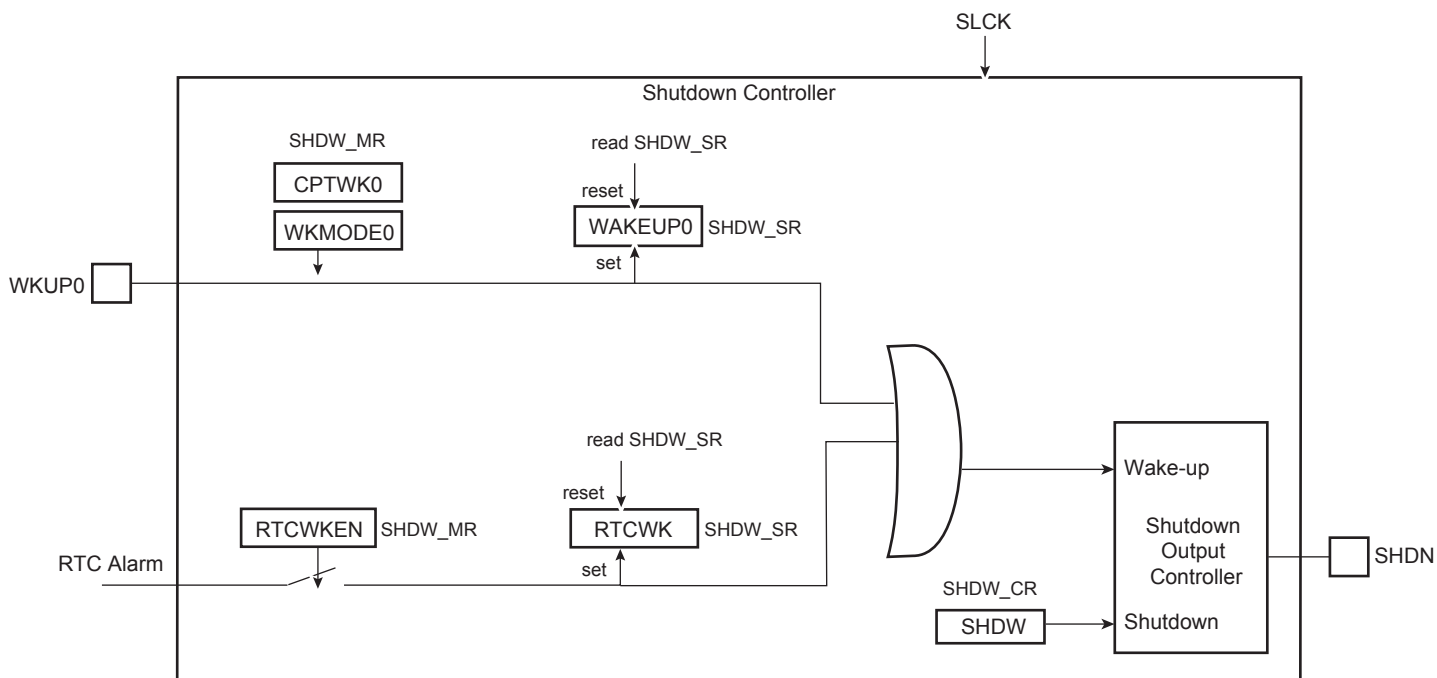 SLCK
Shutdown Controller
SHDW_MR
CPTWK0
WKMODE0
read SHDW_SR
reset
WAKEUP0
SHDW_SR
set
WKUP0
read SHDW_SR
reset
RTCWKEN
SHDW_MR
RTCWK
SHDW_SR
set
RTC Alarm
Wake-up
Shutdown
Output
Controller
SHDN
SHDW_CR
SHDW
Shutdown